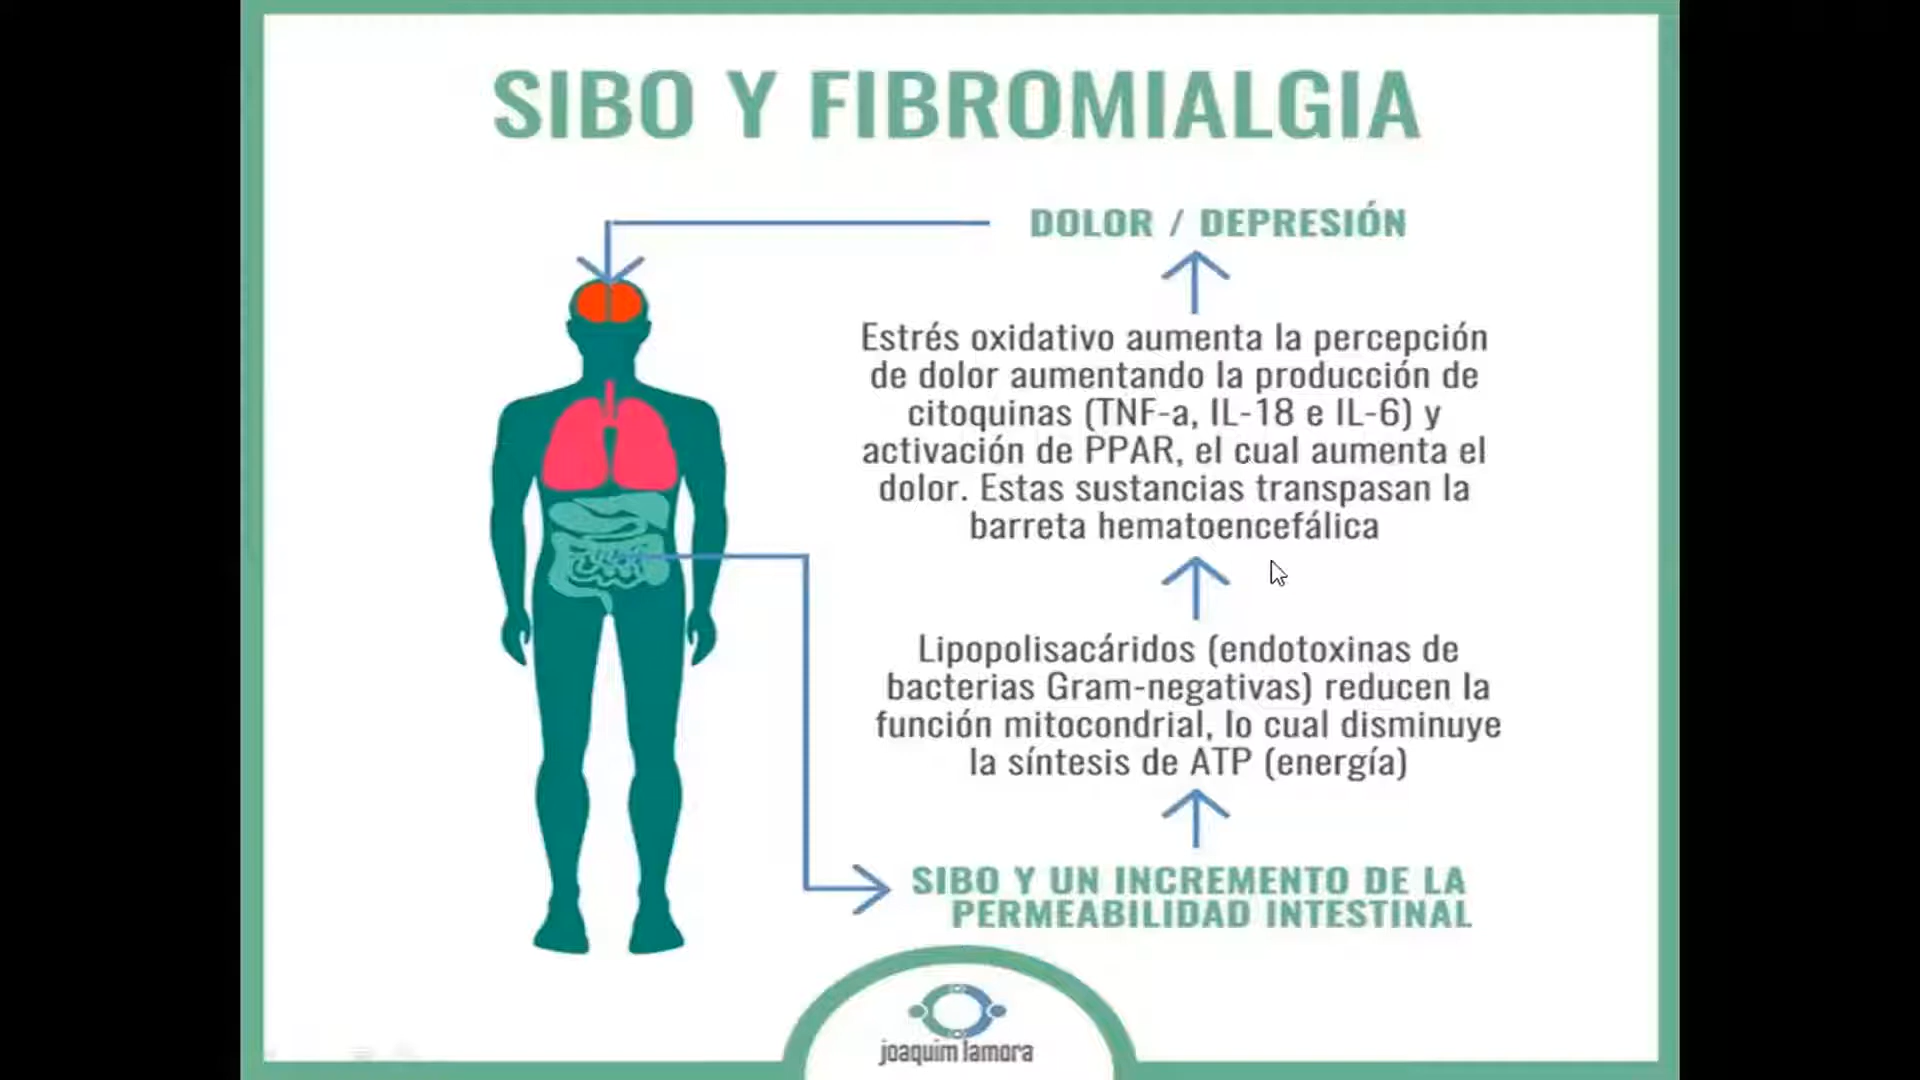 SIBO Y FIBROMIALGIA
DOLOR / DEPRESIÓN
Estrés oxidativo aumenta la percepción
de dolor aumentando la producción de
citoquinas (TNF-a, IL-18 e IL-6) y
activación de PPAR, el cual aumenta el
dolor. Estas sustancias transpasan la
barreta hematoencefálica
Lipopolisacáridos (endotoxinas de
bacterias Gram-negativas) reducen la
función mitocondrial, lo cual disminuye
la síntesis de ATP (energía)
SIBO Y UN INCREMENTO DE LA
PERMEABILIDAD INTESTINAL
joaquim lamora